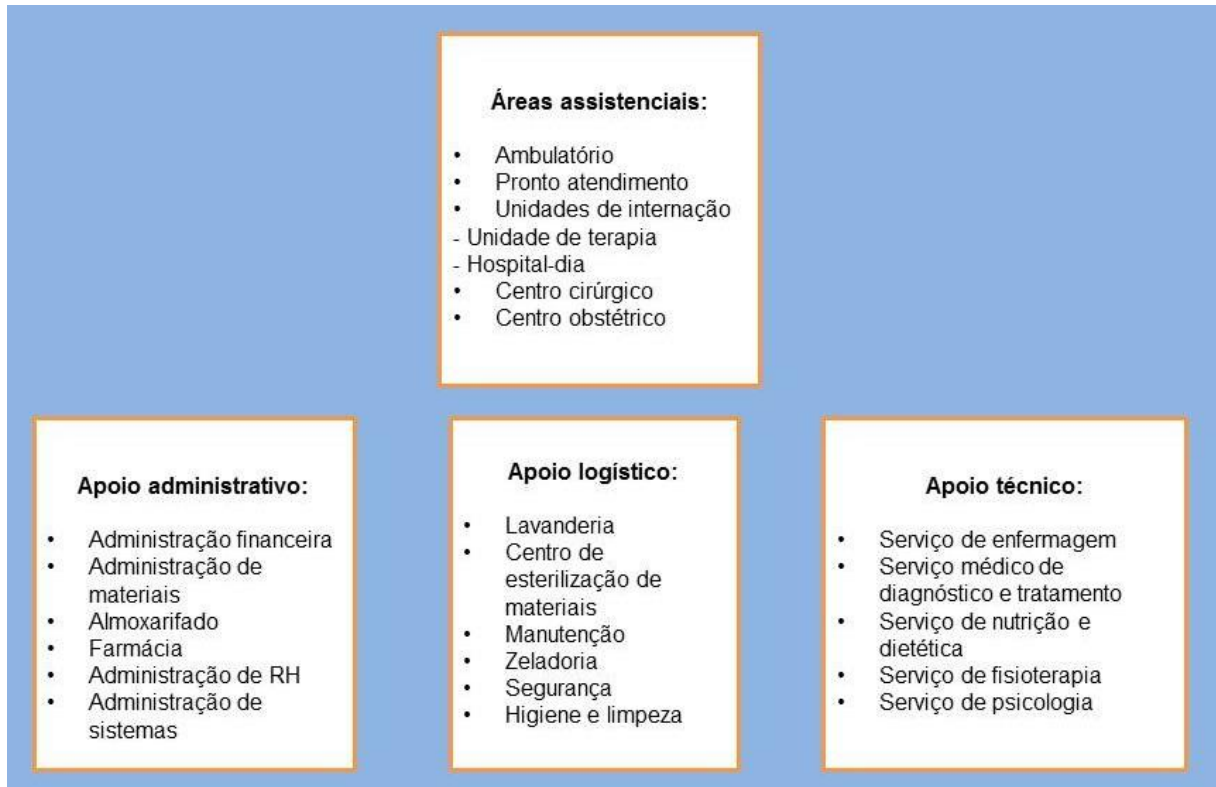 Áreas assistenciais:
• Ambulatório
• Pronto atendimento
• Unidades de internação
- Unidade de terapia
- Hospital-dia
• Centro cirúrgico
• Centro obstétrico
Apoio administrativo:
• Administração financeira
• Administração de
materiais
• Almoxarifado
• Farmácia
• Administração de RH
• Administração de
sistemas
Apoio logístico:
• Lavanderia
• Centro de
esterilização de
materiais
• Manutenção
• Zeladoria
• Segurança
• Higiene e limpeza
Apoio técnico:
• Serviço de enfermagem
• Serviço médico de
diagnóstico e tratamento
• Serviço de nutrição e
dietética
• Serviço de fisioterapia
• Serviço de psicologia